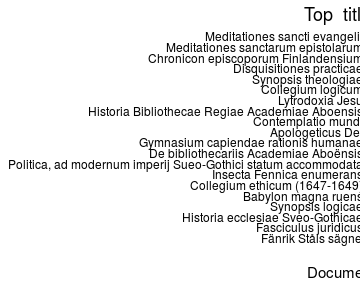 Top titl
Meditationes sancti evangeli
Meditationes sanctarum epistolarum
Chronicon episcoporum Finlandensium
Disquisitiones practicae
Synopsis theologiae
Collegium logicum
Lytrodoxia Jesu
Historia Bibliothecae Regiae Academiae Aboensis
Contemplatio mund
Apologeticus De
Gymnasium capiendae rationis humanae
De bibliothecariis Academiae Aboënsis
Politica, ad modernum imperij Sueo-Gothici statum accommodata
Insecta Fennica enumerans
Collegium ethicum (1647-1649
Babylon magna ruens
Synopsis logicae
Historia ecclesiae Sveo-Gothicae
Fasciculus juridicus
Fänrik Ståls sägne
Docume